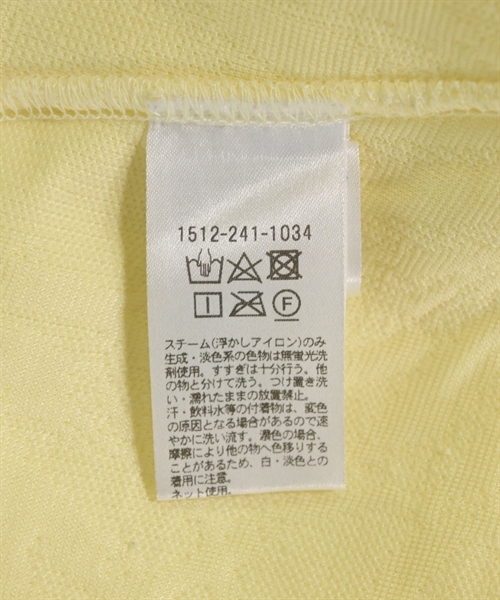 1512-241-1034
F
スチーム(浮かしアイロン)のみ
生成・淡色系の色物は無蛍光洗
剤使用。すすぎは十分行う。他
の物と分けて洗う。つけ置き洗
い・濡れたままの放置禁止。
汗・飲料水等の付着物は、変色
の原因となる場合があるので速
やかに洗い流す。濃色の場合、
摩擦により他の物へ色移りする
ことがあるため、白・淡色との
着用に注意。
ネット使用。